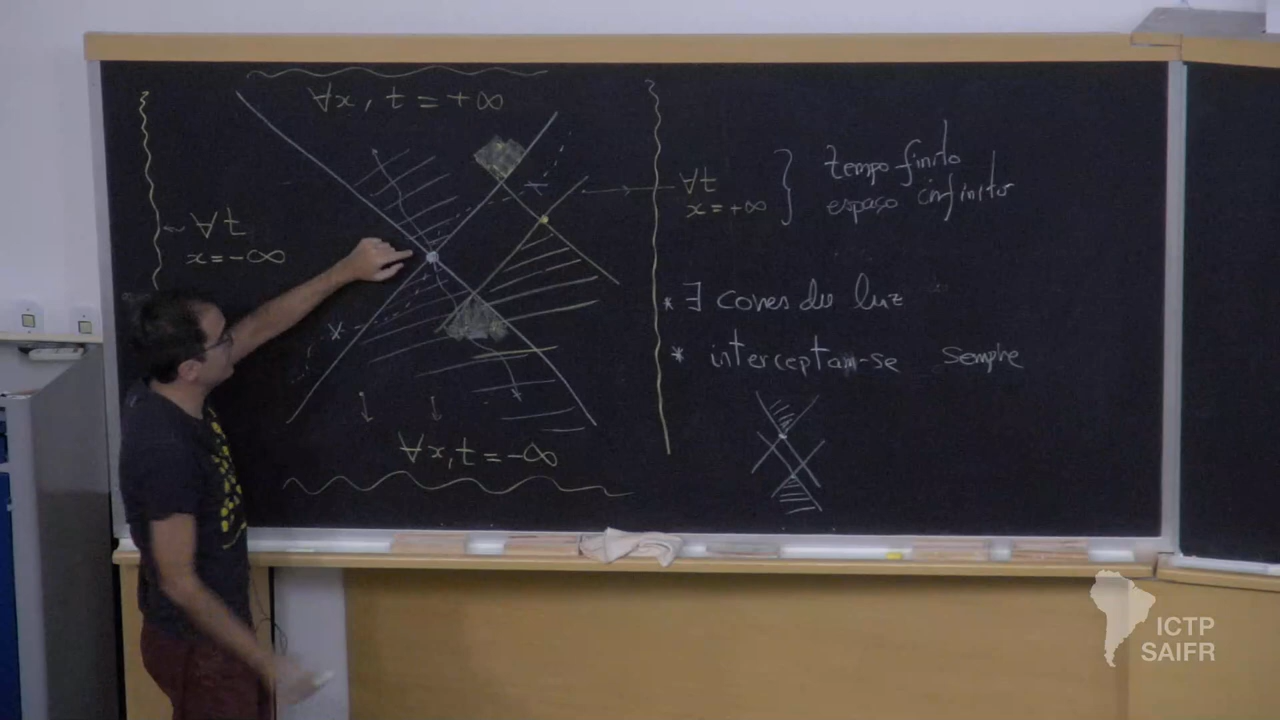 ∀x, t = +∞
∀t
x = -∞
∀x, t = -∞
∀t
x = +∞
tempo finito
espaço infinito
* ∃ cones de luz
* interceptam-se sempre
ICTP
SAIFR